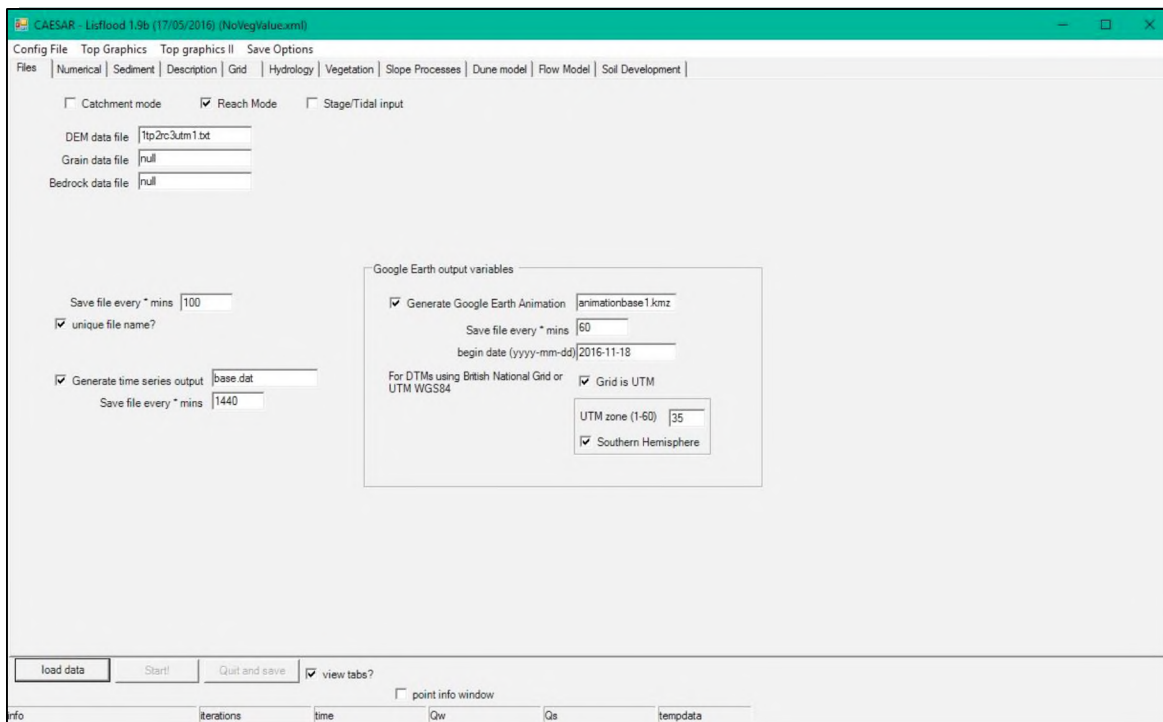 CAESAR - Lisflood 1.9b (17/05/2016) (NoVegValue.xml)
Config File Top Graphics Top graphics II Save Options
Files Numerical Sediment Description Grid Hydrology Vegetation Slope Processes Dune model Flow Model Soil Development
Catchment mode Reach Mode Stage/Tidal input
DEM data file 1tp2rc3utm1.txt
Grain data file null
Bedrock data file null
Google Earth output variables
Save file every * mins 100
unique file name?
Generate Google Earth Animation animationbase1.kmz
Save file every * mins 60
begin date (yyyy-mm-dd) 2016-11-18
Generate time series output base.dat
Save file every * mins 1440
For DTMs using British National Grid or
UTM WGS84
Grid is UTM
UTM zone (1-60) 35
Southern Hemisphere
load data Start! Quit and save view tabs?
point info window
info iterations time Qw Qs tempdata